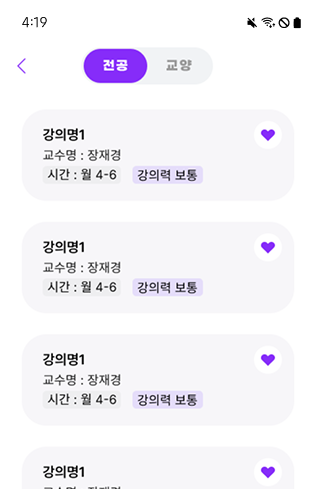 4:19
전공 교양
강의명1
교수명 : 장재경
시간 : 월 4-6 강의력 보통
강의명1
교수명 : 장재경
시간 : 월 4-6 강의력 보통
강의명1
교수명 : 장재경
시간 : 월 4-6 강의력 보통
강의명1